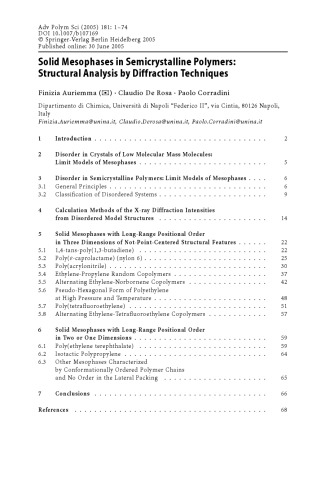 Adv Polym Sci (2005) 181: 1–74
DOI 10.1007/b107169
© Springer-Verlag Berlin Heidelberg 2005
Published online: 30 June 2005
Solid Mesophases in Semicrystalline Polymers:
Structural Analysis by Diffraction Techniques
Finizia Auriemma (✉) · Claudio De Rosa · Paolo Corradini
Dipartimento di Chimica, Università di Napoli "Federico II", via Cintia, 80126 Napoli,
Italy
Finizia.Auriemma@unina.it, Claudio.Derosa@unina.it, Paolo.Corradini@unina.it
1 Introduction . . . . . . . . . . 2
2 Disorder in Crystals of Low Molecular Mass Molecules:
Limit Models of Mesophases . . . . . . . . . . 5
3 Disorder in Semicrystalline Polymers: Limit Models of Mesophases . . . . 6
3.1 General Principles . . . . . . . . . . 6
3.2 Classification of Disordered Systems . . . . . . . . . . 9
4 Calculation Methods of the X-ray Diffraction Intensities
from Disordered Model Structures . . . . . . . . . . 14
5 Solid Mesophases with Long-Range Positional Order
in Three Dimensions of Not-Point-Centered Structural Features . . . . . . 22
5.1 1,4-trans-poly(1,3-butadiene) . . . . . . . . . . 22
5.2 Poly(ε-caprolactame) (nylon 6) . . . . . . . . . . 25
5.3 Poly(acrylonitrile) . . . . . . . . . . 30
5.4 Ethylene-Propylene Random Copolymers . . . . . . . . . . 37
5.5 Alternating Ethylene-Norbornene Copolymers . . . . . . . . . . 42
5.6 Pseudo-Hexagonal Form of Polyethylene
at High Pressure and Temperature . . . . . . . . . . 48
5.7 Poly(tetrafluoroethylene) . . . . . . . . . . 51
5.8 Alternating Ethylene-Tetrafluoroethylene Copolymers . . . . . . . . . . 57
6 Solid Mesophases with Long-Range Positional Order
in Two or One Dimensions . . . . . . . . . . 59
6.1 Poly(ethylene terephthalate) . . . . . . . . . . 59
6.2 Isotactic Polypropylene . . . . . . . . . . 64
6.3 Other Mesophases Characterized
by Conformationally Ordered Polymer Chains
and No Order in the Lateral Packing . . . . . . . . . . 65
7 Conclusions . . . . . . . . . . 66
References . . . . . . . . . . 68